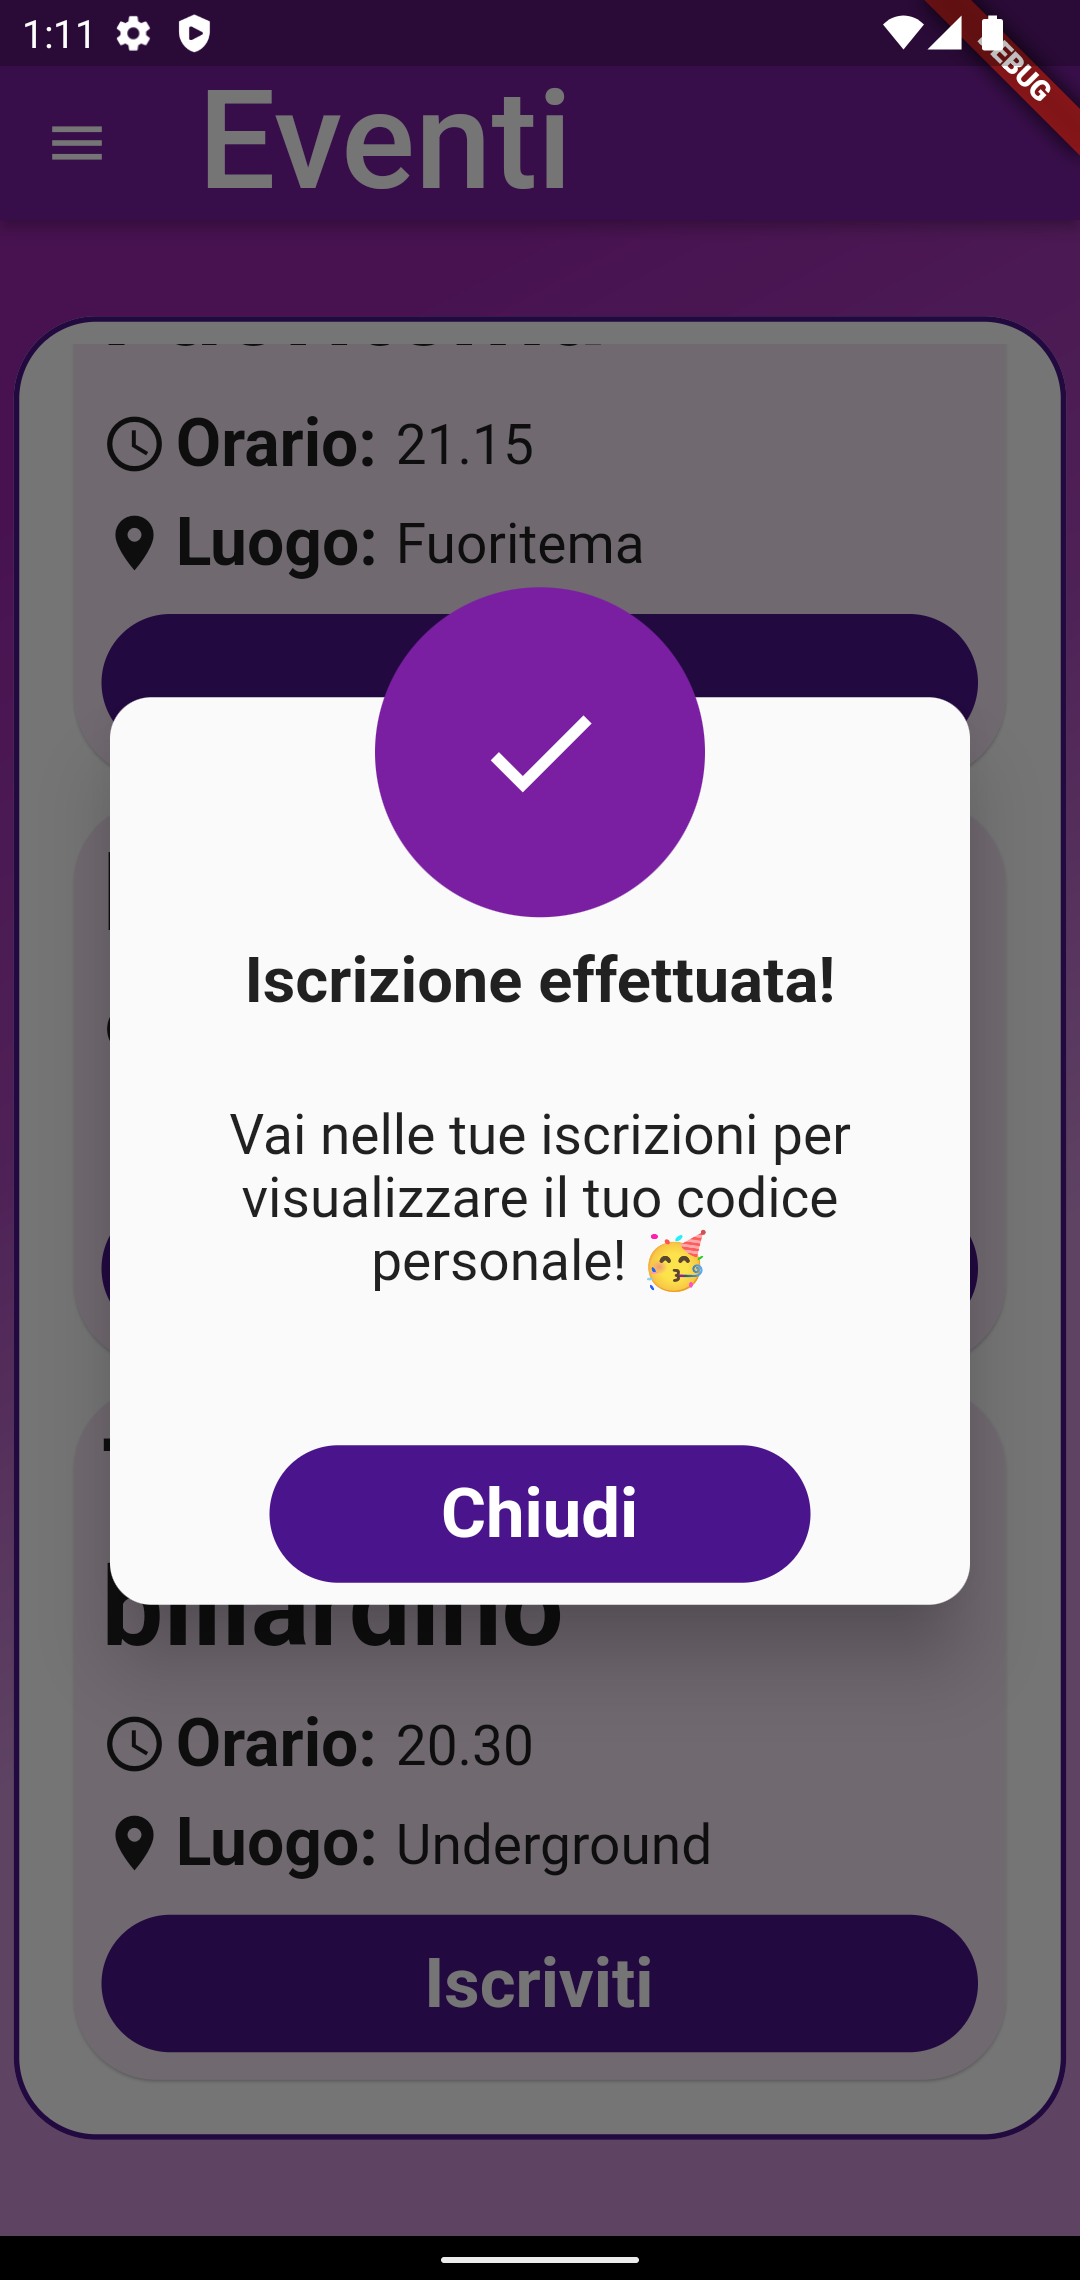 1:11
DEBUG
Eventi
Orario: 21.15
Luogo: Fuoritema
Iscrizione effettuata!
Vai nelle tue iscrizioni per
visualizzare il tuo codice
personale! 🥳
Chiudi
biliardino
Orario: 20.30
Luogo: Underground
Iscriviti